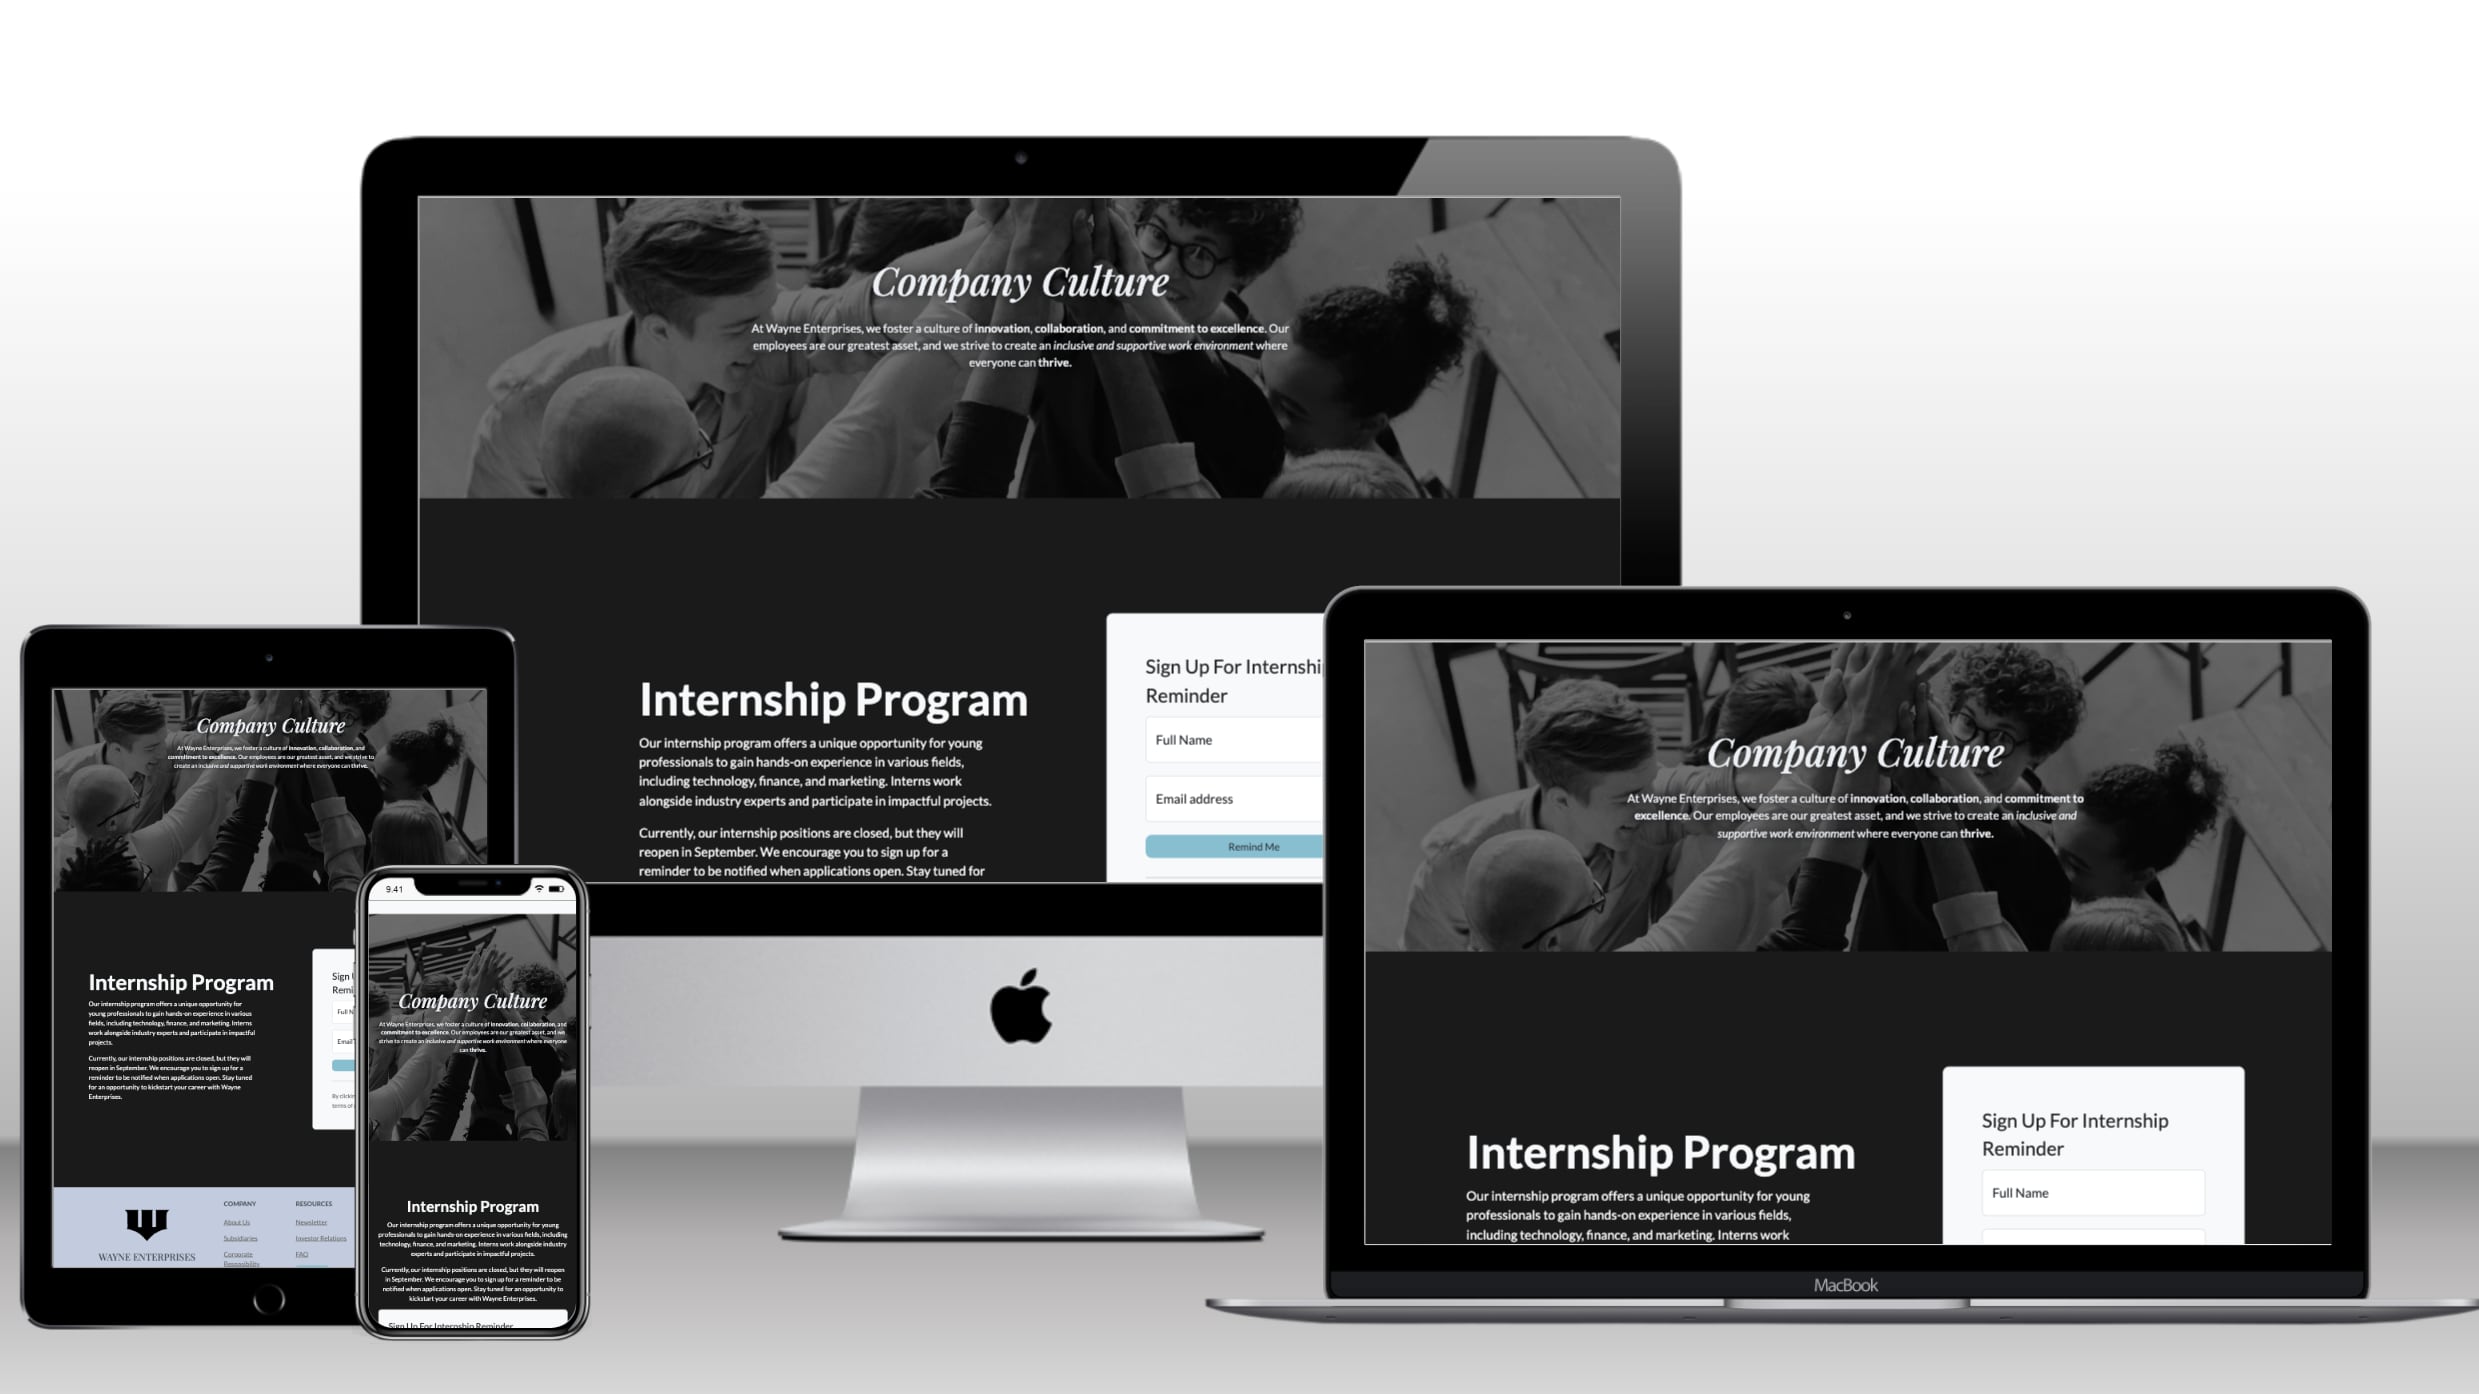 Company Culture
At Wayne Enterprises, we foster a culture of innovation, collaboration, and commitment to excellence. Our
employees are our greatest asset, and we strive to create an inclusive and supportive work environment where
everyone can thrive.
Internship Program
Our internship program offers a unique opportunity for young
professionals to gain hands-on experience in various fields,
including technology, finance, and marketing. Interns work
alongside industry experts and participate in impactful projects.
Currently, our internship positions are closed, but they will
reopen in September. We encourage you to sign up for a
reminder to be notified when applications open. Stay tuned for
Sign Up For Internshi
Reminder
Full Name
Email address
Remind Me
Company Culture
At Wayne Enterprises, we foster a culture of innovation, collaboration, and
commitment to excellence. Our employees are our greatest asset, and we strive to
create an inclusive and supportive work environment where everyone can thrive.
Internship Program
Our internship program offers a unique opportunity for
young professionals to gain hands-on experience in various
fields, including technology, finance, and marketing. Interns
work alongside industry experts and participate in impactful
projects.
Currently, our internship positions are closed, but they will
reopen in September. We encourage you to sign up for a
reminder to be notified when applications open. Stay tuned
for an opportunity to kickstart your career with Wayne
Enterprises.
Sign
Remi
Full N
Email
By clickin
terms of
WAYNE ENTERPRISES
COMPANY
About Us
Subsidiaries
Corporate
Responsibility
RESOURCES
Newsletter
Investor Relations
FAQ
9.41
Company Culture
At Wayne Enterprises, we foster a culture of innovation, collaboration, and
commitment to excellence. Our employees are our greatest asset, and we
strive to create an inclusive and supportive work environment where everyone
can thrive.
Internship Program
Our internship program offers a unique opportunity for young
professionals to gain hands-on experience in various fields, including
technology, finance, and marketing. Interns work alongside industry
experts and participate in impactful projects.
Currently, our internship positions are closed, but they will reopen
in September. We encourage you to sign up for a reminder to be
notified when applications open. Stay tuned for an opportunity to
kickstart your career with Wayne Enterprises.
Sign Up For Internship Reminder
Company Culture
At Wayne Enterprises, we foster a culture of innovation, collaboration, and commitment to
excellence. Our employees are our greatest asset, and we strive to create an inclusive and
supportive work environment where everyone can thrive.
Internship Program
Our internship program offers a unique opportunity for young
professionals to gain hands-on experience in various fields,
including technology, finance, and marketing. Interns work
Sign Up For Internship
Reminder
Full Name
MacBook